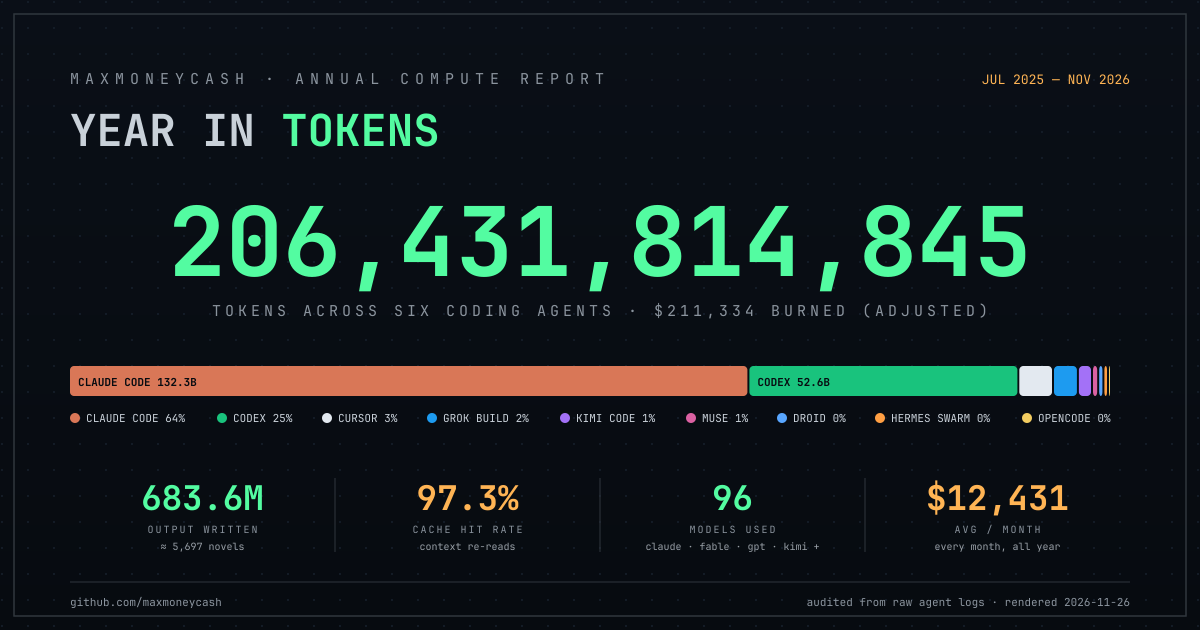 MAXMONEYCASH · ANNUAL COMPUTE REPORT
JUL 2025 — NOV 2026
YEAR IN TOKENS
206,431,814,845
TOKENS ACROSS SIX CODING AGENTS · $211,334 BURNED (ADJUSTED)
CLAUDE CODE 132.3B
CODEX 52.6B
CLAUDE CODE 64%
CODEX 25%
CURSOR 3%
GROK BUILD 2%
KIMI CODE 1%
MUSE 1%
DROID 0%
HERMES SWARM 0%
OPENCODE 0%
683.6M
OUTPUT WRITTEN
≈ 5,697 novels
97.3%
CACHE HIT RATE
context re-reads
96
MODELS USED
claude · fable · gpt · kimi +
$12,431
AVG / MONTH
every month, all year
github.com/maxmoneycash
audited from raw agent logs · rendered 2026-11-26